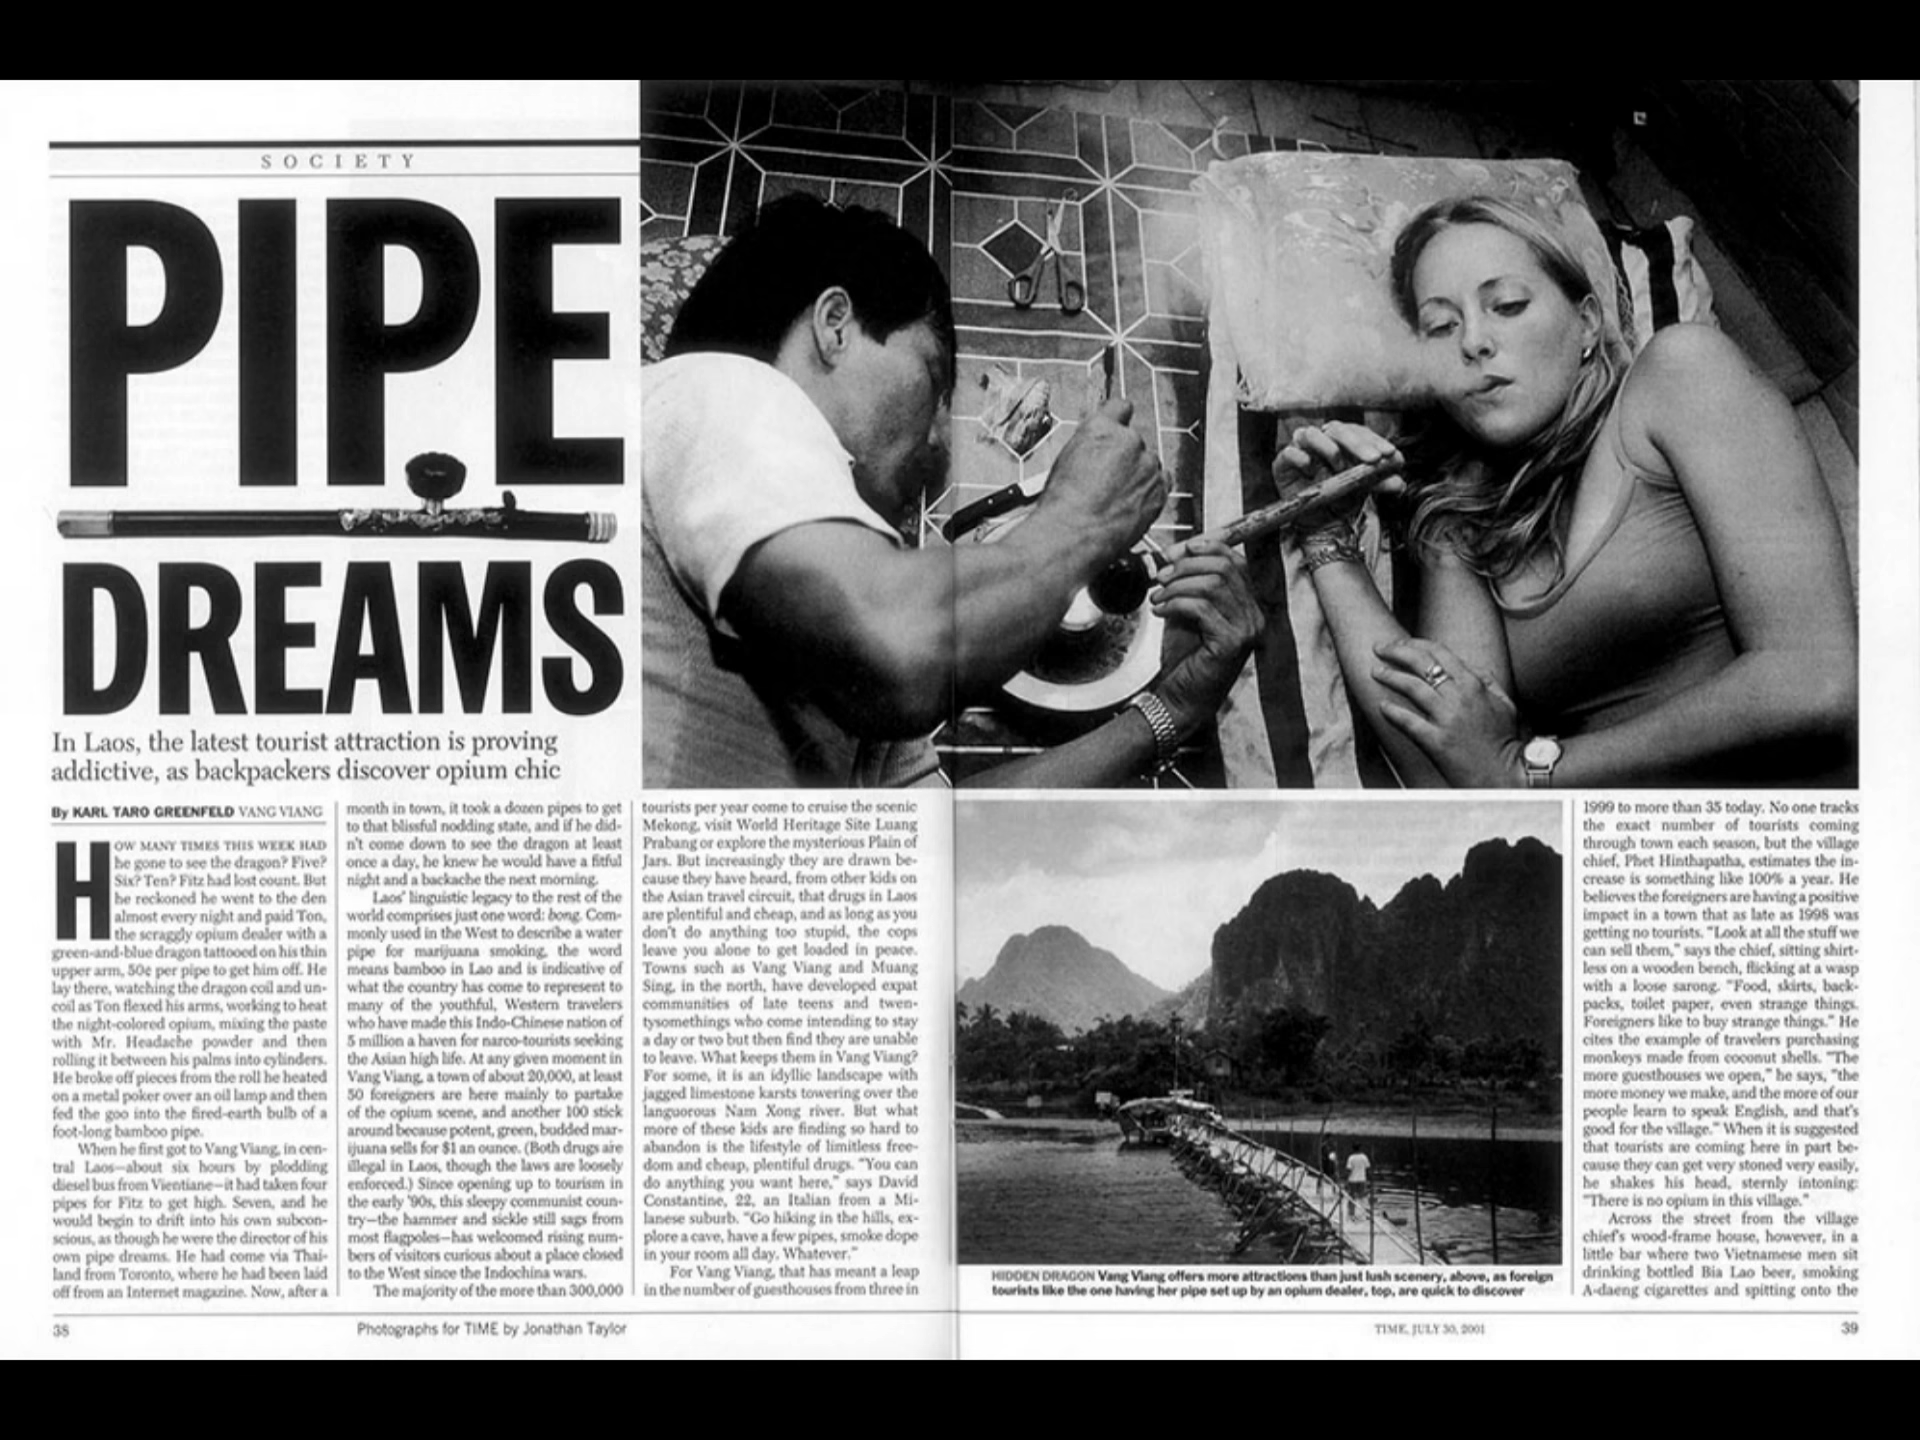 SOCIETY
PIPE
DREAMS
In Laos, the latest tourist attraction is proving
addictive, as backpackers discover opium chic
By KARL TARO GREENFELD VANG VIANG
HOW MANY TIMES THIS WEEK HAD
he gone to see the dragon? Five?
Six? Ten? Fitz had lost count. But
he reckoned he went to the den
almost every night and paid Ton,
the scraggly opium dealer with a
green-and-blue dragon tattooed on his thin
upper arm, 50¢ per pipe to get him off. He
lay there, watching the dragon coil and un-
coil as Ton flexed his arms, working to heat
the night-colored opium, mixing the paste
with Mr. Headache powder and then
rolling it between his palms into cylinders.
He broke off pieces from the roll he heated
on a metal poker over an oil lamp and then
fed the goo into the fired-earth bulb of a
foot-long bamboo pipe.
When he first got to Vang Viang, in cen-
tral Laos—about six hours by plodding
diesel bus from Vientiane—it had taken four
pipes for Fitz to get high. Seven, and he
would begin to drift into his own subcon-
scious, as though he were the director of his
own pipe dreams. He had come via Thai-
land from Toronto, where he had been laid
off from an Internet magazine. Now, after a
month in town, it took a dozen pipes to get
to that blissful nodding state, and if he did-
n't come down to see the dragon at least
once a day, he knew he would have a fitful
night and a backache the next morning.
Laos' linguistic legacy to the rest of the
world comprises just one word: bong. Com-
monly used in the West to describe a water
pipe for marijuana smoking, the word
means bamboo in Lao and is indicative of
what the country has come to represent to
many of the youthful, Western travelers
who have made this Indo-Chinese nation of
5 million a haven for narco-tourists seeking
the Asian high life. At any given moment in
Vang Viang, a town of about 20,000, at least
50 foreigners are here mainly to partake
of the opium scene, and another 100 stick
around because potent, green, budded mar-
ijuana sells for $1 an ounce. (Both drugs are
illegal in Laos, though the laws are loosely
enforced.) Since opening up to tourism in
the early '90s, this sleepy communist coun-
try—the hammer and sickle still sags from
most flagpoles—has welcomed rising num-
bers of visitors curious about a place closed
to the West since the Indochina wars.
The majority of the more than 300,000
tourists per year come to cruise the scenic
Mekong, visit World Heritage Site Luang
Prabang or explore the mysterious Plain of
Jars. But increasingly they are drawn be-
cause they have heard, from other kids on
the Asian travel circuit, that drugs in Laos
are plentiful and cheap, and as long as you
don't do anything too stupid, the cops
leave you alone to get loaded in peace.
Towns such as Vang Viang and Muang
Sing, in the north, have developed expat
communities of late teens and twen-
tysomethings who come intending to stay
a day or two but then find they are unable
to leave. What keeps them in Vang Viang?
For some, it is an idyllic landscape with
jagged limestone karsts towering over the
languorous Nam Xong river. But what
more of these kids are finding so hard to
abandon is the lifestyle of limitless free-
dom and cheap, plentiful drugs. "You can
do anything you want here," says David
Constantine, 22, an Italian from a Mi-
lanese suburb. "Go hiking in the hills, ex-
plore a cave, have a few pipes, smoke dope
in your room all day. Whatever."
For Vang Viang, that has meant a leap
in the number of guesthouses from three in
HIDDEN DRAGON Vang Viang offers more attractions than just lush scenery, above, as foreign
tourists like the one having her pipe set up by an opium dealer, top, are quick to discover
1999 to more than 35 today. No one tracks
the exact number of tourists coming
through town each season, but the village
chief, Phet Hinthapatha, estimates the in-
crease is something like 100% a year. He
believes the foreigners are having a positive
impact in a town that as late as 1998 was
getting no tourists. "Look at all the stuff we
can sell them," says the chief, sitting shirt-
less on a wooden bench, flicking at a wasp
with a loose sarong. "Food, skirts, back-
packs, toilet paper, even strange things.
Foreigners like to buy strange things." He
cites the example of travelers purchasing
monkeys made from coconut shells. "The
more guesthouses we open," he says, "the
more money we make, and the more of our
people learn to speak English, and that's
good for the village." When it is suggested
that tourists are coming here in part be-
cause they can get very stoned very easily,
he shakes his head, sternly intoning:
"There is no opium in this village."
Across the street from the village
chief's wood-frame house, however, in a
little bar where two Vietnamese men sit
drinking bottled Bia Lao beer, smoking
A-daeng cigarettes and spitting onto the
38
Photographs for TIME by Jonathan Taylor
TIME, JULY 30, 2001
39